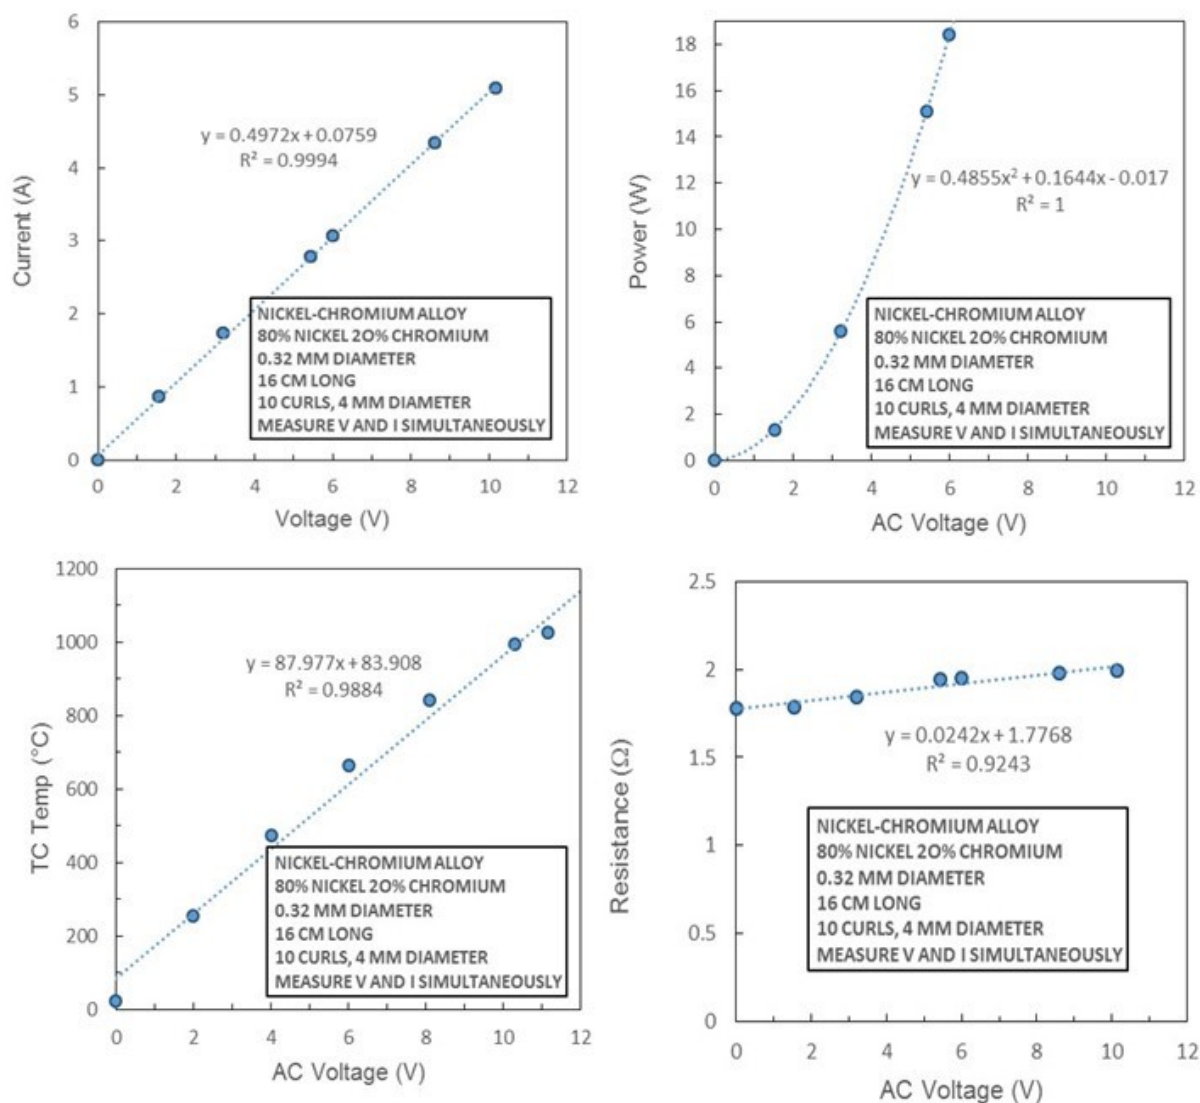 6
5
4
3
2
1
0
0 2 4 6 8 10 12
Current (A)
Voltage (V)
y = 0.4972x + 0.0759
R² = 0.9994
NICKEL-CHROMIUM ALLOY
80% NICKEL 2O% CHROMIUM
0.32 MM DIAMETER
16 CM LONG
10 CURLS, 4 MM DIAMETER
MEASURE V AND I SIMULTANEOUSLY
18
16
14
12
10
8
6
4
2
0
0 2 4 6 8 10 12
Power (W)
AC Voltage (V)
y = 0.4855x² + 0.1644x - 0.017
R² = 1
NICKEL-CHROMIUM ALLOY
80% NICKEL 2O% CHROMIUM
0.32 MM DIAMETER
16 CM LONG
10 CURLS, 4 MM DIAMETER
MEASURE V AND I SIMULTANEOUSLY
1200
1000
800
600
400
200
0
0 2 4 6 8 10 12
TC Temp (°C)
AC Voltage (V)
y = 87.977x + 83.908
R² = 0.9884
NICKEL-CHROMIUM ALLOY
80% NICKEL 2O% CHROMIUM
0.32 MM DIAMETER
16 CM LONG
10 CURLS, 4 MM DIAMETER
MEASURE V AND I SIMULTANEOUSLY
2.5
2
1.5
1
0.5
0
0 2 4 6 8 10 12
Resistance (Ω)
AC Voltage (V)
y = 0.0242x + 1.7768
R² = 0.9243
NICKEL-CHROMIUM ALLOY
80% NICKEL 2O% CHROMIUM
0.32 MM DIAMETER
16 CM LONG
10 CURLS, 4 MM DIAMETER
MEASURE V AND I SIMULTANEOUSLY